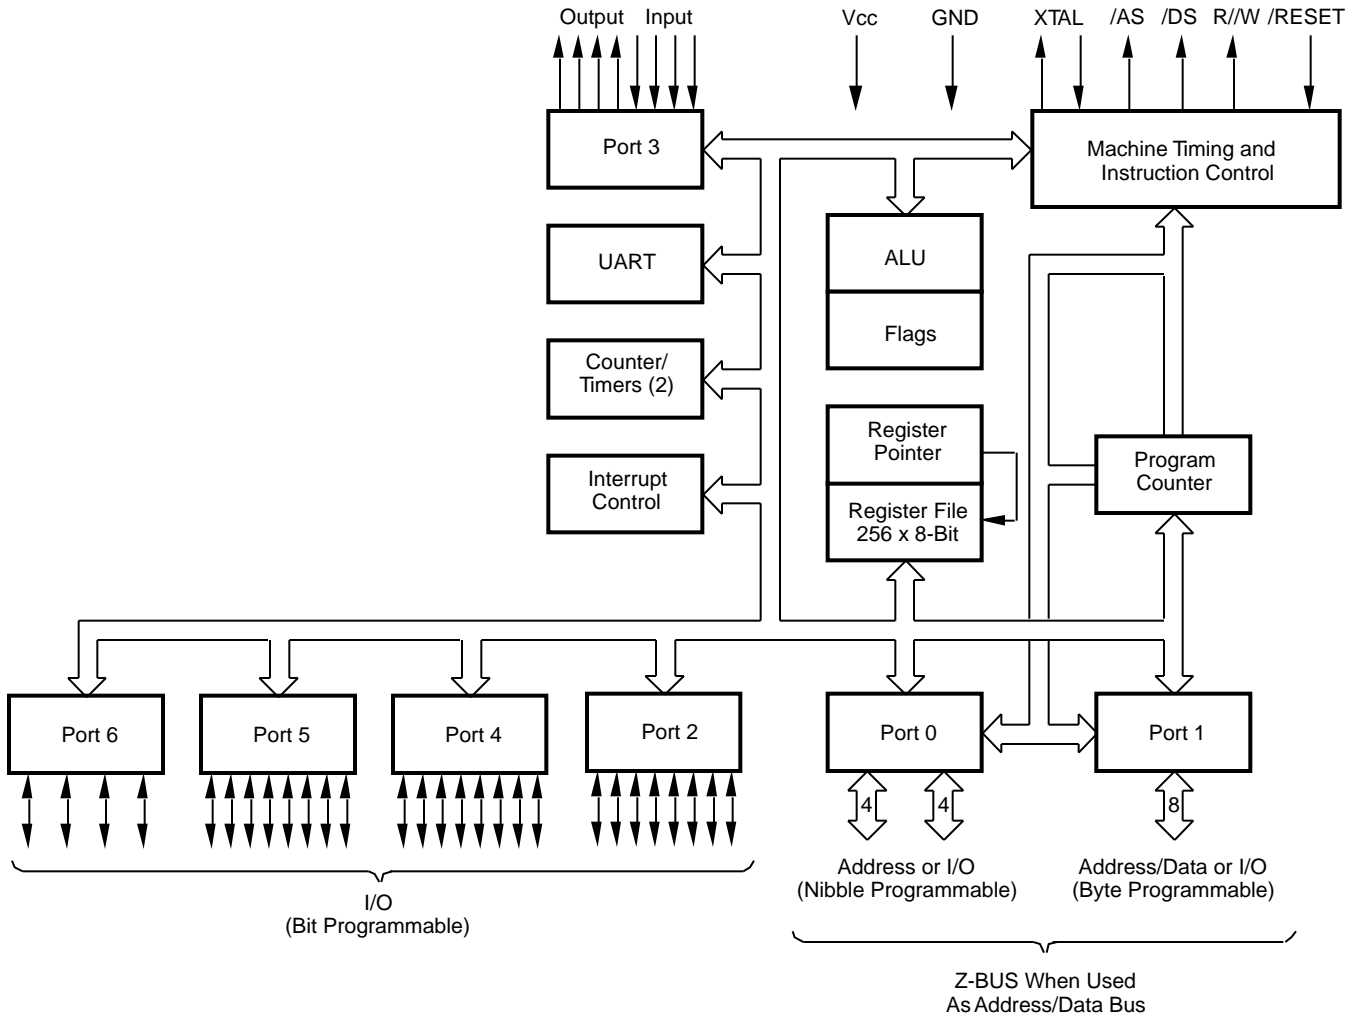 Output Input Vcc GND XTAL /AS /DS R//W /RESET
Port 3
Machine Timing and
Instruction Control
UART
ALU
Flags
Counter/
Timers (2)
Register
Pointer
Program
Counter
Interrupt
Control
Register File
256 x 8-Bit
Port 6
Port 5
Port 4
Port 2
Port 0
Port 1
4
4
8
I/O
(Bit Programmable)
Address or I/O
(Nibble Programmable)
Address/Data or I/O
(Byte Programmable)
Z-BUS When Used
As Address/Data Bus